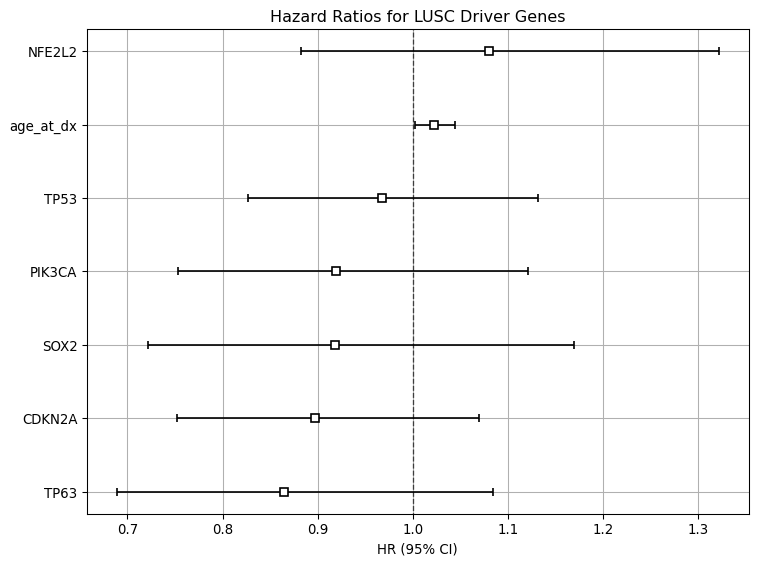 Hazard Ratios for LUSC Driver Genes
NFE2L2
age_at_dx
TP53
PIK3CA
SOX2
CDKN2A
TP63
0.7 0.8 0.9 1.0 1.1 1.2 1.3
HR (95% CI)